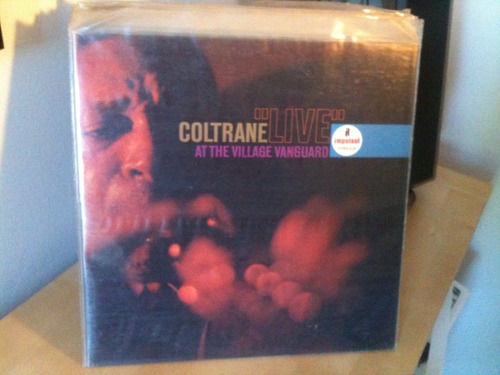 COLTRANE "LIVE"
AT THE VILLAGE VANGUARD
impulse!